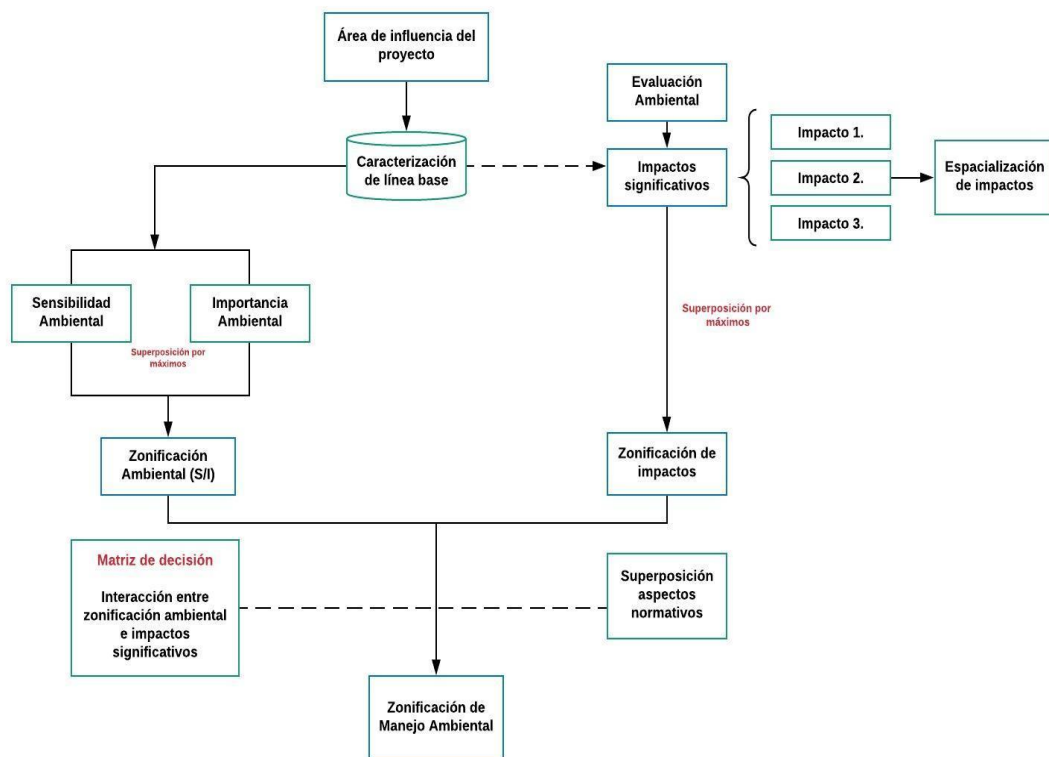 Área de influencia del
proyecto
Evaluación
Ambiental
Caracterización
de línea base
Impactos
significativos
Impacto 1.
Impacto 2.
Impacto 3.
Espacialización
de impactos
Sensibilidad
Ambiental
Importancia
Ambiental
Superposición por
máximos
Superposición por
máximos
Zonificación
Ambiental (S/I)
Zonificación de
impactos
Matriz de decisión
Interacción entre
zonificación ambiental
e impactos
significativos
Superposición
aspectos
normativos
Zonificación de
Manejo Ambiental